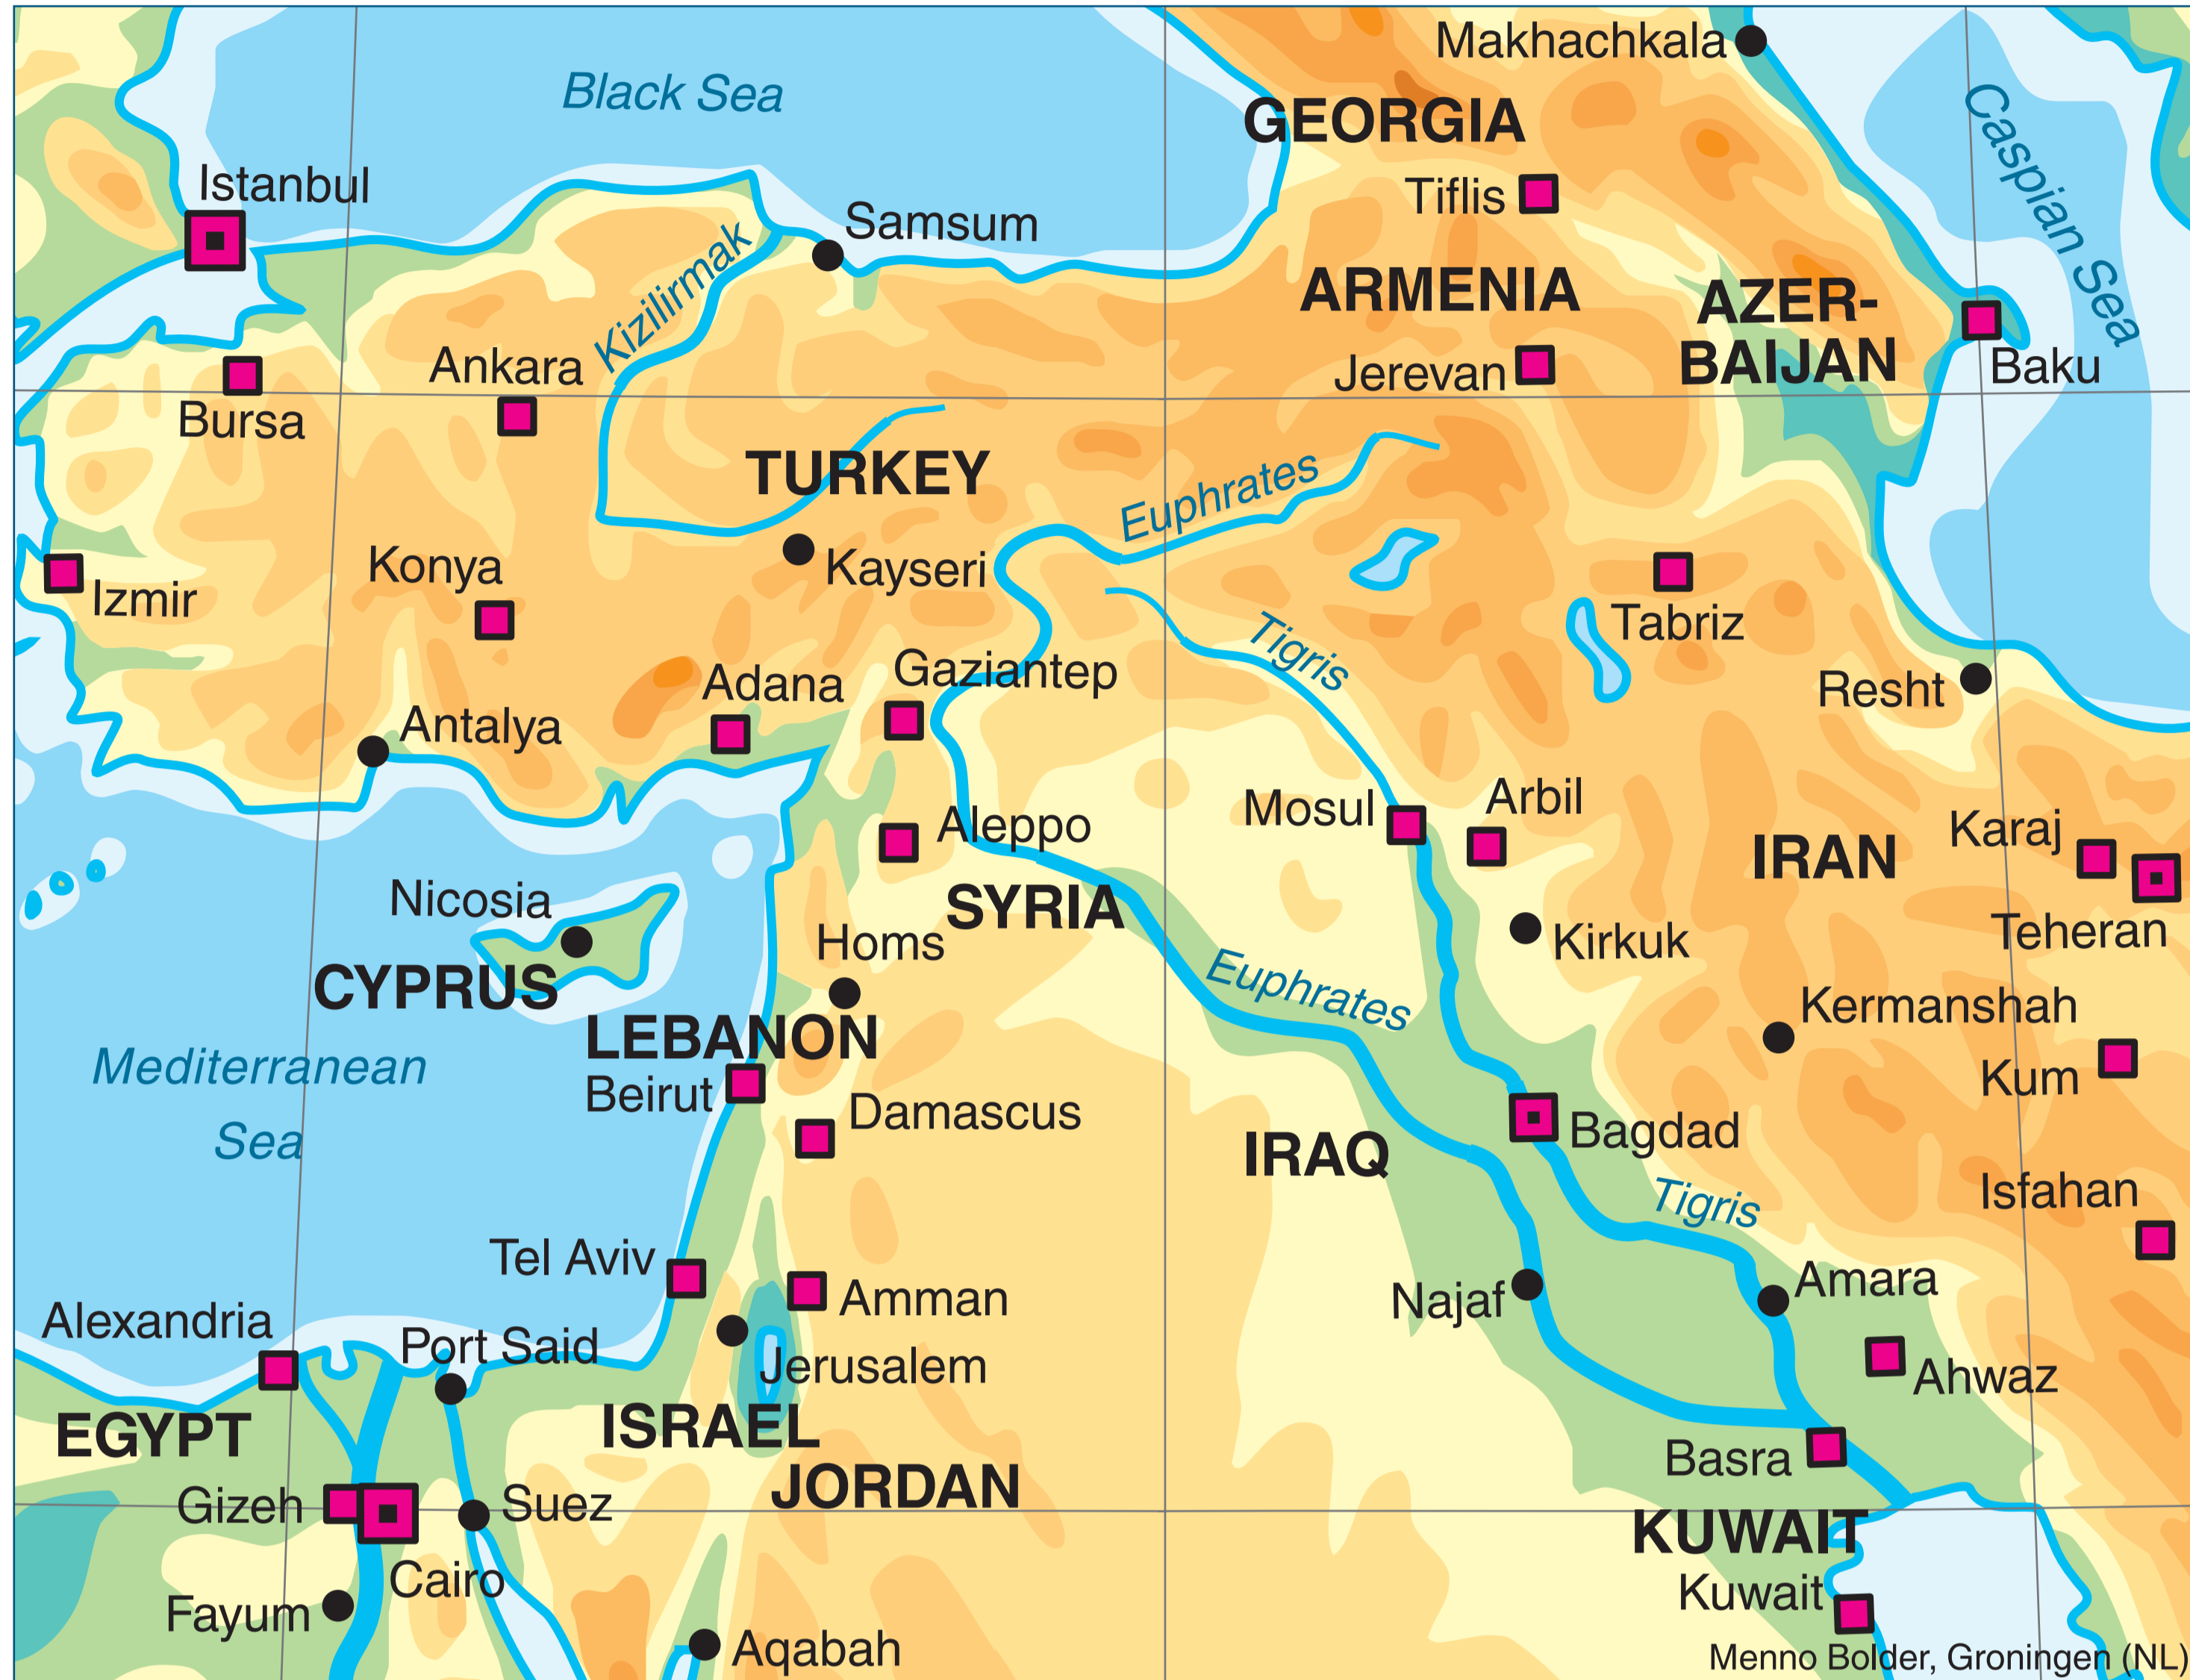 Makhachkala
Black Sea
Caspian Sea
GEORGIA
Istanbul
Tiflis
Samsum
Kizilirmak
ARMENIA
AZER-
BAIJAN
Baku
Jerevan
Ankara
Bursa
TURKEY
Euphrates
Kayseri
Konya
Izmir
Tabriz
Tigris
Gaziantep
Adana
Resht
Antalya
Mosul
Arbil
Aleppo
IRAN
Karaj
Teheran
Nicosia
SYRIA
Homs
Kirkuk
CYPRUS
Euphrates
Kermanshah
LEBANON
Mediterranean
Sea
Beirut
Kum
Damascus
Bagdad
IRAQ
Isfahan
Tigris
Tel Aviv
Amman
Najaf
Amara
Alexandria
Port Said
Jerusalem
Ahwaz
EGYPT
ISRAEL
Basra
JORDAN
Gizeh
Suez
KUWAIT
Cairo
Kuwait
Fayum
Aqabah
Menno Bolder, Groningen (NL)